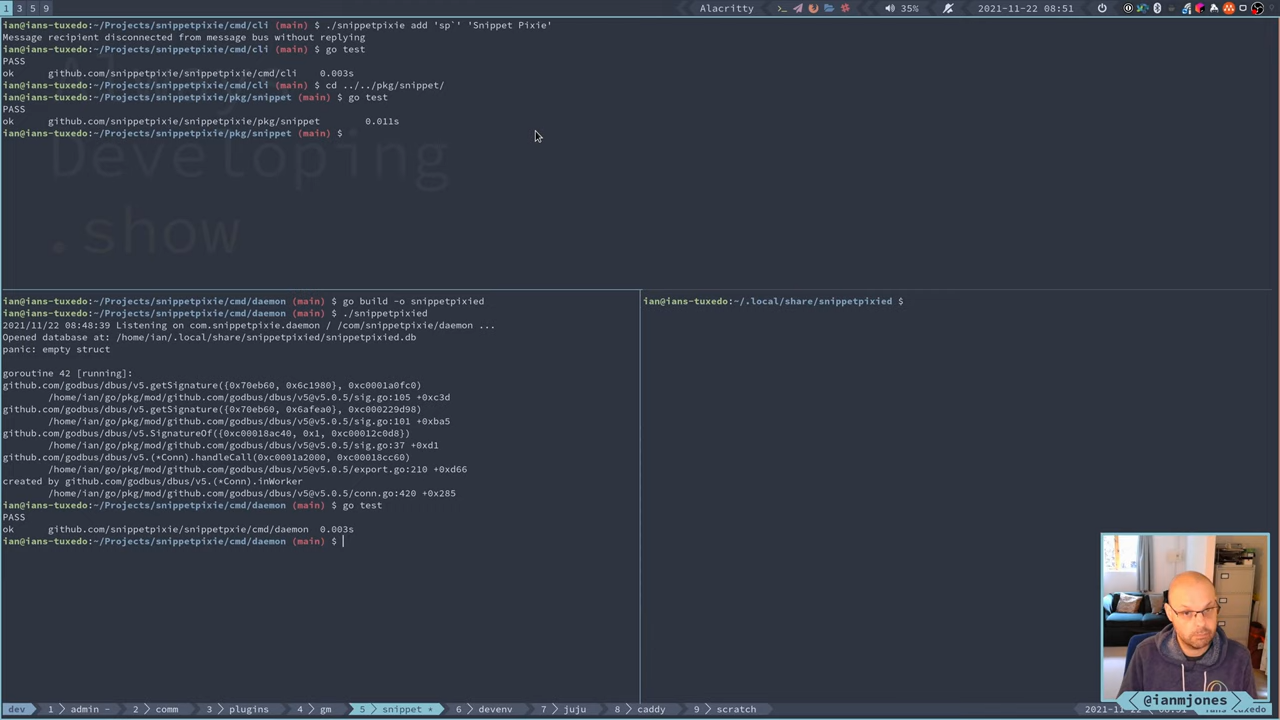 1 3 5 9
Alacritty
35%
2021-11-22 08:51
ian@ians-tuxedo:~/Projects/snippetpixie/cmd/cli (main) $ ./snippetpixie add 'sp`' 'Snippet Pixie'
Message recipient disconnected from message bus without replying
ian@ians-tuxedo:~/Projects/snippetpixie/cmd/cli (main) $ go test
PASS
ok github.com/snippetpixie/snippetpixie/cmd/cli 0.003s
ian@ians-tuxedo:~/Projects/snippetpixie/cmd/cli (main) $ cd ../../pkg/snippet/
ian@ians-tuxedo:~/Projects/snippetpixie/pkg/snippet (main) $ go test
PASS
ok github.com/snippetpixie/snippetpixie/pkg/snippet 0.011s
ian@ians-tuxedo:~/Projects/snippetpixie/pkg/snippet (main) $
Developing
.show
ian@ians-tuxedo:~/Projects/snippetpixie/cmd/daemon (main) $ go build -o snippetpixied
ian@ians-tuxedo:~/Projects/snippetpixie/cmd/daemon (main) $ ./snippetpixied
2021/11/22 08:48:39 Listening on com.snippetpixie.daemon / /com/snippetpixie/daemon ...
Opened database at: /home/ian/.local/share/snippetpixied/snippetpixied.db
panic: empty struct
goroutine 42 [running]:
github.com/godbus/dbus/v5.getSignature({0x70eb60, 0x6c1980}, 0xc0001a0fc0)
/home/ian/go/pkg/mod/github.com/godbus/dbus/v5@v5.0.5/sig.go:105 +0xc3d
github.com/godbus/dbus/v5.getSignature({0x70eb60, 0x6afea0}, 0xc000229d98)
/home/ian/go/pkg/mod/github.com/godbus/dbus/v5@v5.0.5/sig.go:101 +0xba5
github.com/godbus/dbus/v5.SignatureOf({0xc00018ac40, 0x1, 0xc00012c0d8})
/home/ian/go/pkg/mod/github.com/godbus/dbus/v5@v5.0.5/sig.go:37 +0xd1
github.com/godbus/dbus/v5.(*Conn).handleCall(0xc0001a2000, 0xc00018cc60)
/home/ian/go/pkg/mod/github.com/godbus/dbus/v5@v5.0.5/export.go:210 +0xd66
created by github.com/godbus/dbus/v5.(*Conn).inWorker
/home/ian/go/pkg/mod/github.com/godbus/dbus/v5@v5.0.5/conn.go:420 +0x285
ian@ians-tuxedo:~/Projects/snippetpixie/cmd/daemon (main) $ go test
PASS
ok github.com/snippetpixie/snippetpxie/cmd/daemon 0.003s
ian@ians-tuxedo:~/Projects/snippetpixie/cmd/daemon (main) $
ian@ians-tuxedo:~/.local/share/snippetpixied $
@ianmjones
dev 1 admin - 2 comm 3 plugins 4 gm 5 snippet * 6 devenv 7 juju 8 caddy 9 scratch